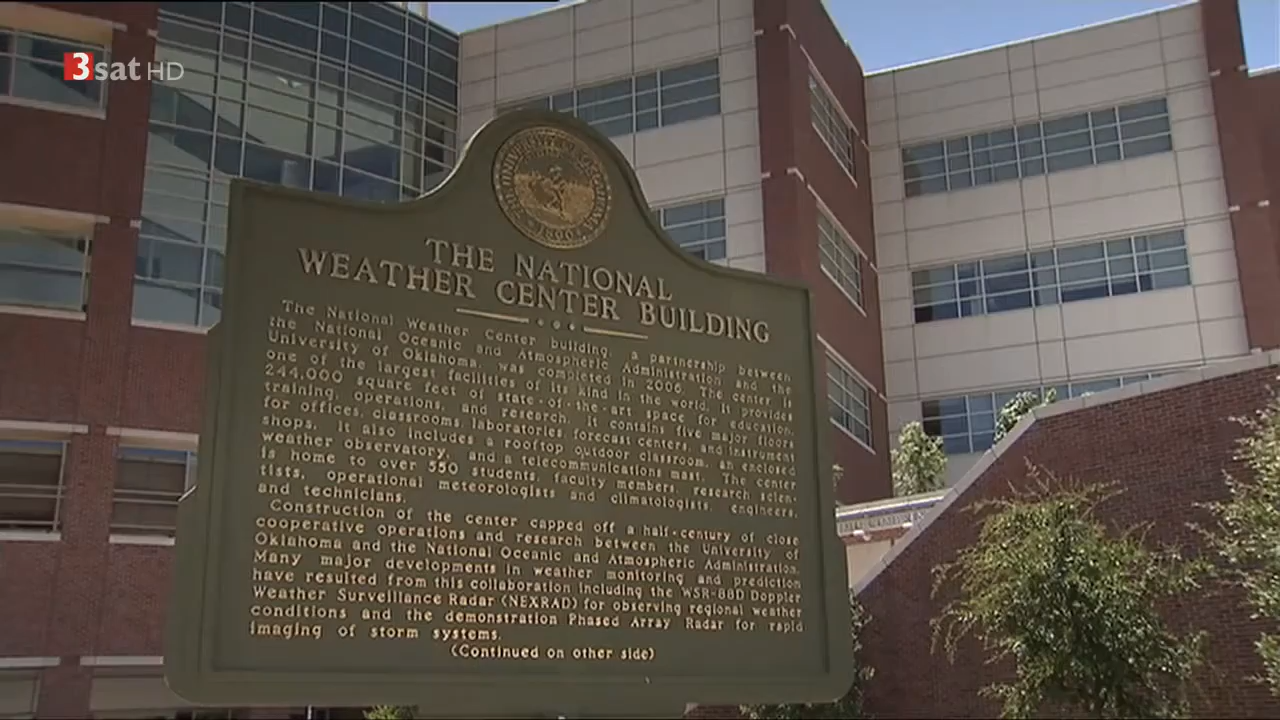 3sat HD
THE UNIVERSITY OF OKLAHOMA
1890
THE NATIONAL
WEATHER CENTER BUILDING
The National Weather Center building, a partnership between
the National Oceanic and Atmospheric Administration and the
University of Oklahoma, was completed in 2006. The center is
one of the largest facilities of its kind in the world. It provides
244,000 square feet of state-of-the-art space for education,
training, operations, and research. It contains five major floors
for offices, classrooms, laboratories, forecast centers, and instrument
shops. It also includes a rooftop outdoor classroom, an enclosed
weather observatory, and a telecommunications mast. The center
is home to over 550 students, faculty members, research scien-
tists, operational meteorologists and climatologists, engineers,
and technicians.
Construction of the center capped off a half-century of close
cooperative operations and research between the University of
Oklahoma and the National Oceanic and Atmospheric Administration.
Many major developments in weather monitoring and prediction
have resulted from this collaboration including the WSR-88D Doppler
Weather Surveillance Radar (NEXRAD) for observing regional weather
conditions and the demonstration Phased Array Radar for rapid
imaging of storm systems.
(Continued on other side)